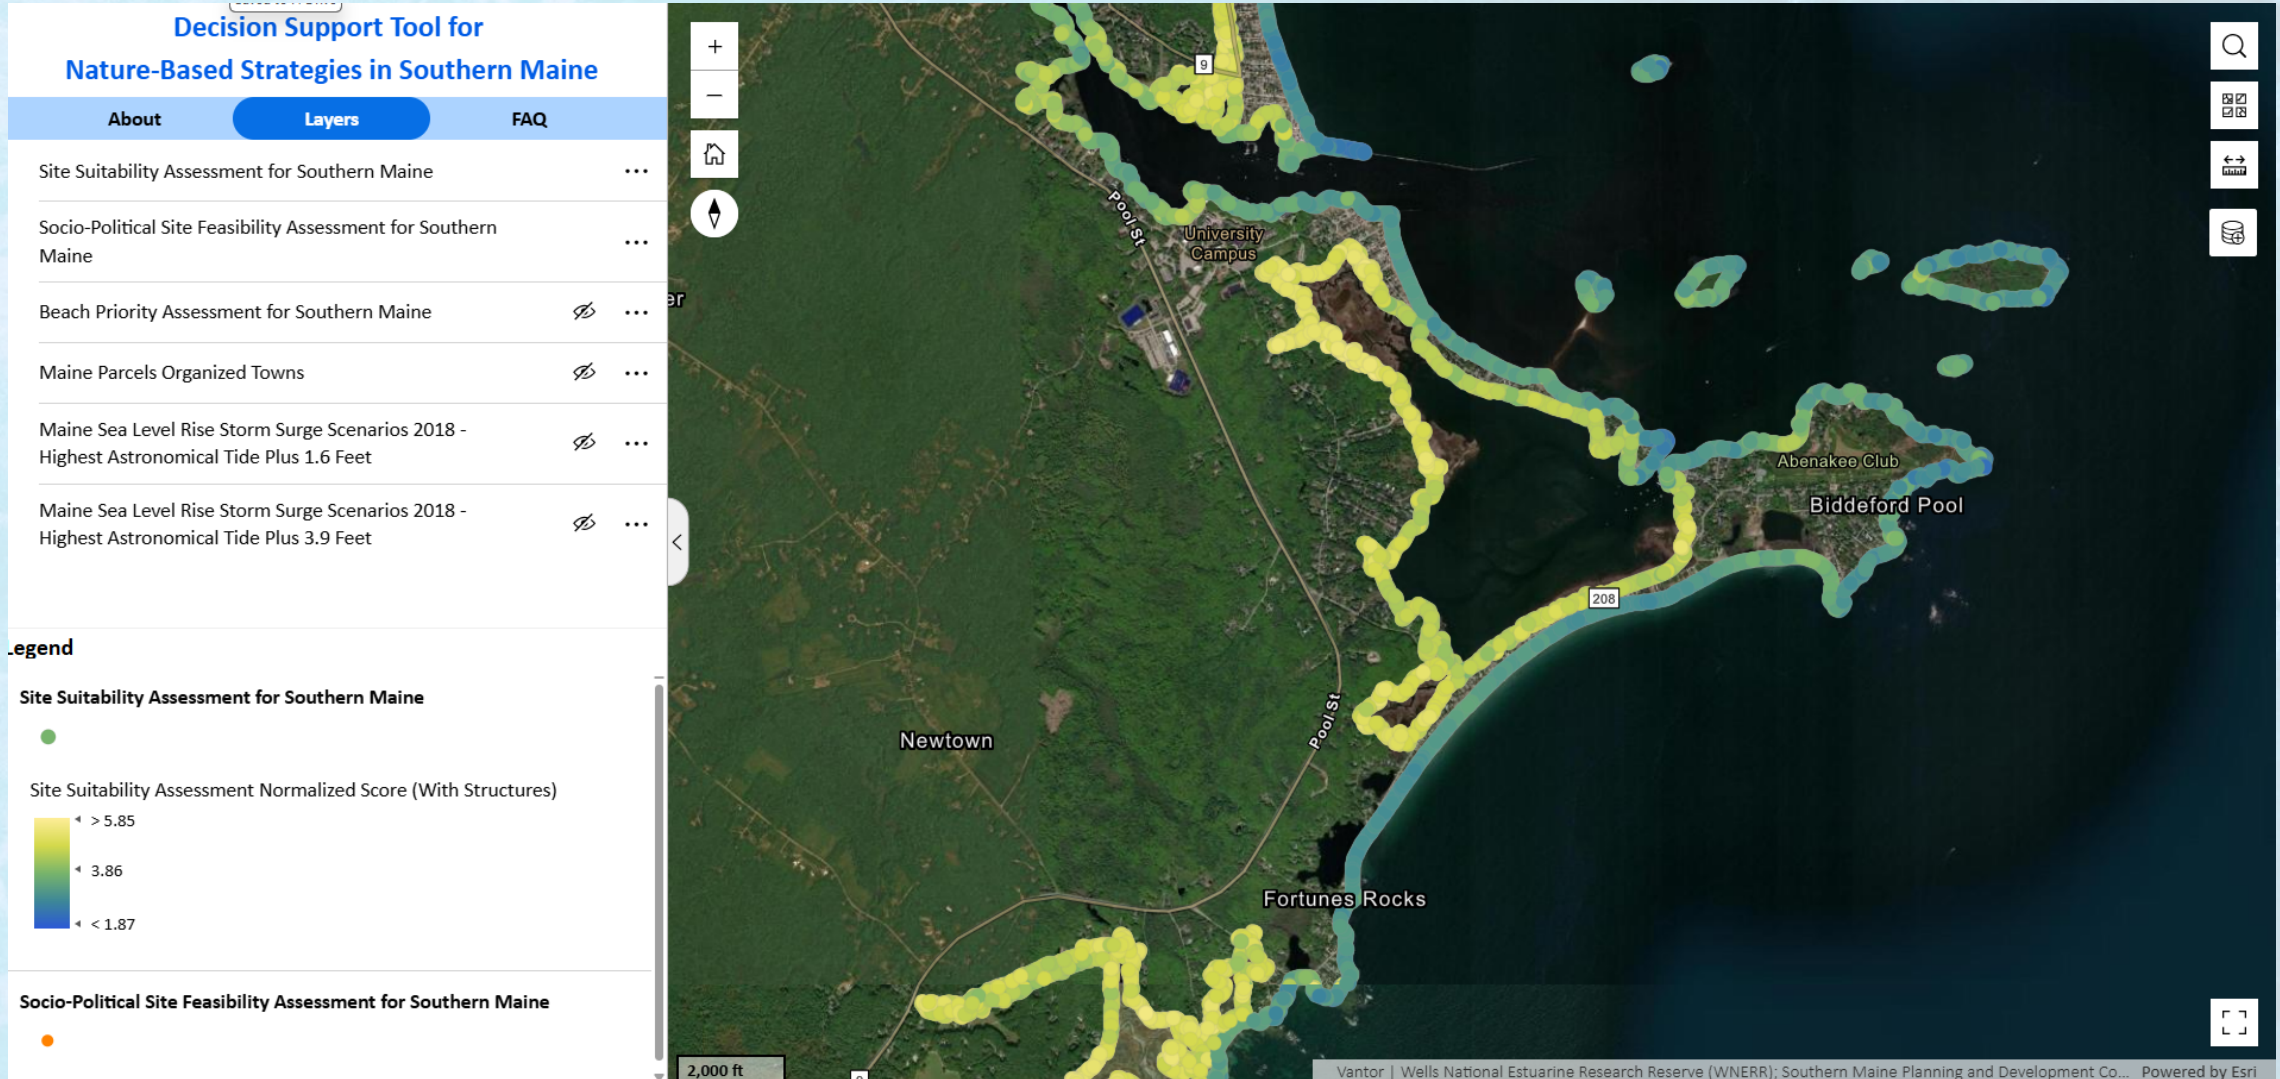 Decision Support Tool for
Nature-Based Strategies in Southern Maine
About
Layers
FAQ
Site Suitability Assessment for Southern Maine
Socio-Political Site Feasibility Assessment for Southern
Maine
Beach Priority Assessment for Southern Maine
Maine Parcels Organized Towns
Maine Sea Level Rise Storm Surge Scenarios 2018 -
Highest Astronomical Tide Plus 1.6 Feet
Maine Sea Level Rise Storm Surge Scenarios 2018 -
Highest Astronomical Tide Plus 3.9 Feet
Legend
Site Suitability Assessment for Southern Maine
Site Suitability Assessment Normalized Score (With Structures)
> 5.85
3.86
< 1.87
Socio-Political Site Feasibility Assessment for Southern Maine
9
Pool St
University
Campus
er
Abenakee Club
Biddeford Pool
208
Pool St
Newtown
Fortunes Rocks
2,000 ft
Vantor | Wells National Estuarine Research Reserve (WNERR); Southern Maine Planning and Development Co... Powered by Esri